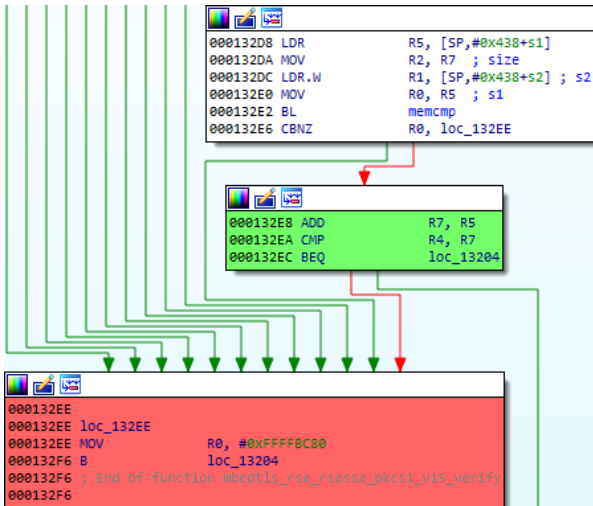 000132D8 LDR R5, [SP,#0x438+s1]
000132DA MOV R2, R7 ; size
000132DC LDR.W R1, [SP,#0x438+s2] ; s2
000132E0 MOV R0, R5 ; s1
000132E2 BL memcmp
000132E6 CBNZ R0, loc_132EE
000132E8 ADD R7, R5
000132EA CMP R4, R7
000132EC BEQ loc_13204
000132EE
000132EE loc_132EE
000132EE MOV R0, #0xFFFFBC80
000132F6 B loc_13204
000132F6 ; End of function mbedtls_rsa_rsassa_pkcs1_v15_verify
000132F6